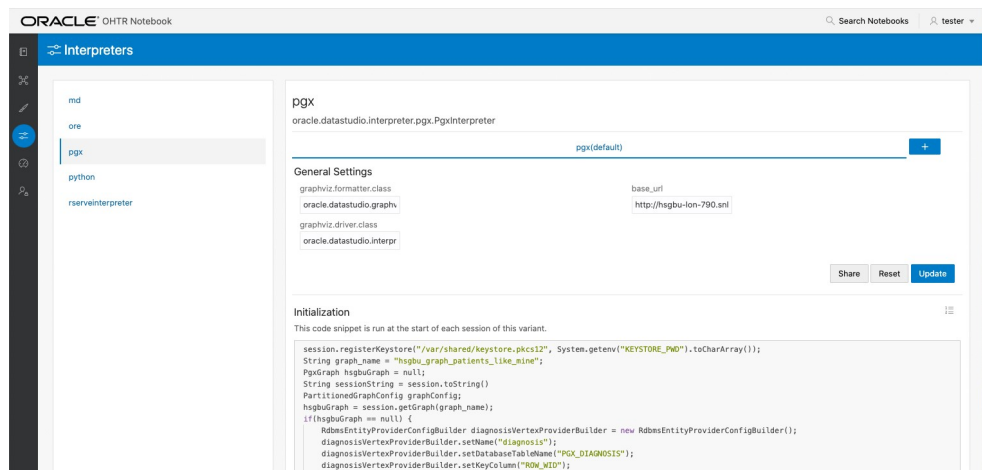 ORACLE® OHTR Notebook
Search Notebooks
tester
Interpreters
md
ore
pgx
python
rserveinterpreter
pgx
oracle.datastudio.interpreter.pgx.PgxInterpreter
pgx(default)
+
General Settings
graphviz.formatter.class
base_url
oracle.datastudio.graphv
http://hsgbu-lon-790.snl
graphviz.driver.class
oracle.datastudio.interpr
Share Reset Update
Initialization
This code snippet is run at the start of each session of this variant.
session.registerKeystore("/var/shared/keystore.pkcs12", System.getenv("KEYSTORE_PWD").toCharArray());
String graph_name = "hsgbu_graph_patients_like_mine";
PgxGraph hsgbuGraph = null;
String sessionString = session.toString()
PartitionedGraphConfig graphConfig;
hsgbuGraph = session.getGraph(graph_name);
if(hsgbuGraph == null) {
RdbmsEntityProviderConfigBuilder diagnosisVertexProviderBuilder = new RdbmsEntityProviderConfigBuilder();
diagnosisVertexProviderBuilder.setName("diagnosis");
diagnosisVertexProviderBuilder.setDatabaseTableName("PGX_DIAGNOSIS");
diagnosisVertexProviderBuilder.setKeyColumn("ROW_WID");